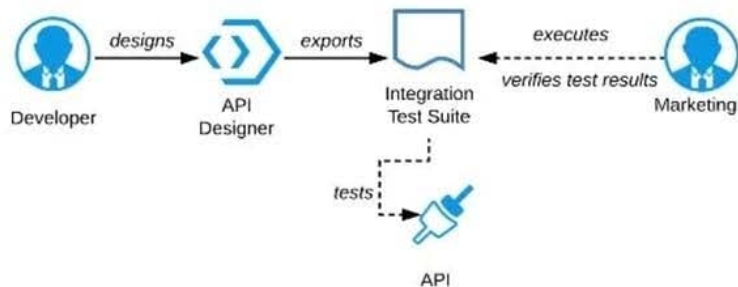 designs
exports
executes
verifies test results
Developer
API
Designer
Integration
Test Suite
Marketing
tests
API